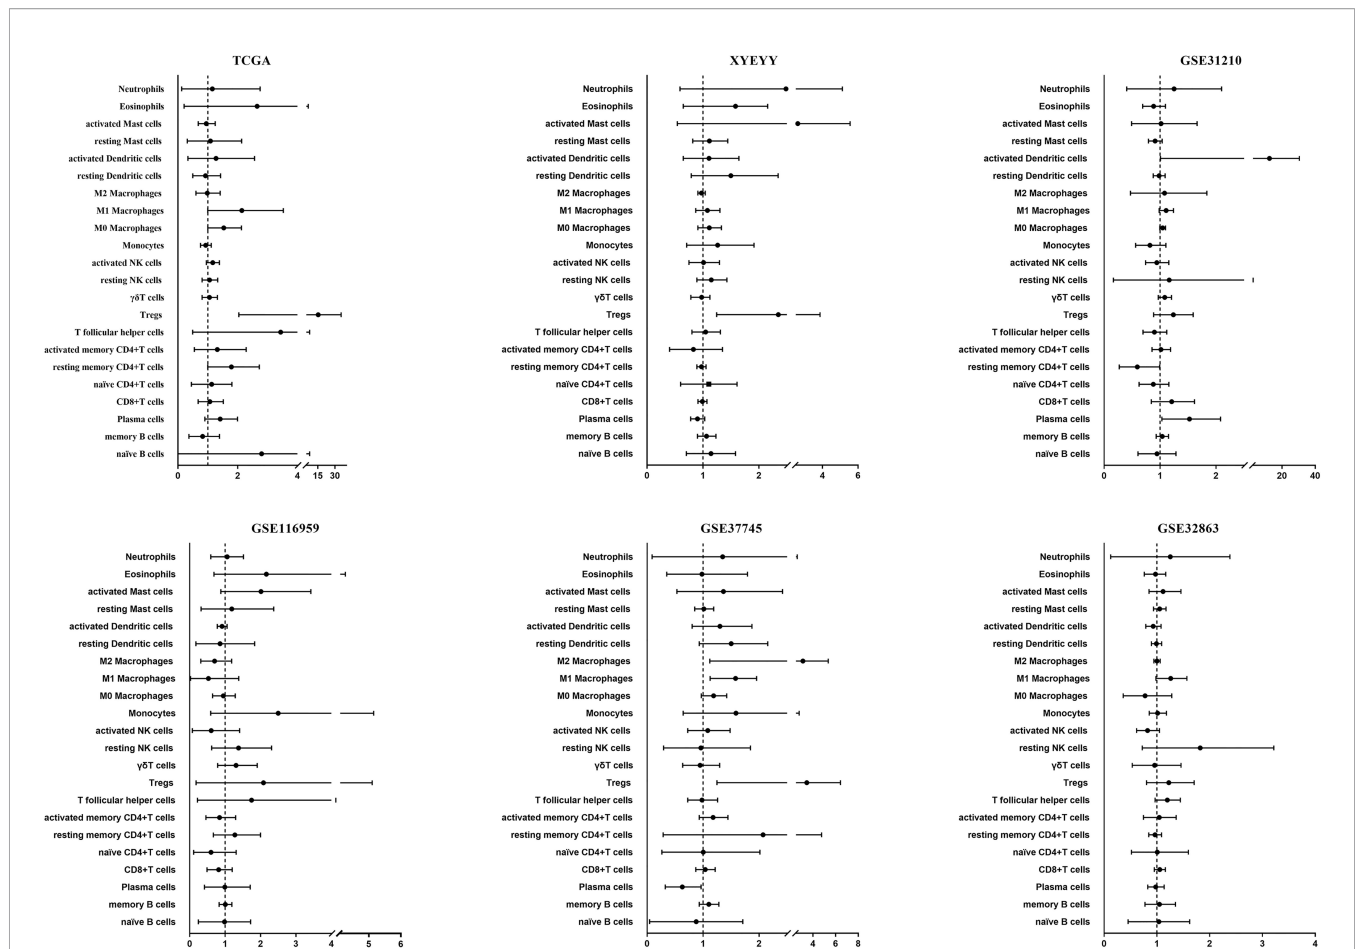 TCGA
Neutrophils
Eosinophils
activated Mast cells
resting Mast cells
activated Dendritic cells
resting Dendritic cells
M2 Macrophages
M1 Macrophages
M0 Macrophages
Monocytes
activated NK cells
resting NK cells
γδT cells
Tregs
T follicular helper cells
activated memory CD4+T cells
resting memory CD4+T cells
naïve CD4+T cells
CD8+T cells
Plasma cells
memory B cells
naïve B cells
0 2 4 15 30
XYEYY
Neutrophils
Eosinophils
activated Mast cells
resting Mast cells
activated Dendritic cells
resting Dendritic cells
M2 Macrophages
M1 Macrophages
M0 Macrophages
Monocytes
activated NK cells
resting NK cells
γδT cells
Tregs
T follicular helper cells
activated memory CD4+T cells
resting memory CD4+T cells
naïve CD4+T cells
CD8+T cells
Plasma cells
memory B cells
naïve B cells
0 1 2 4 6
GSE31210
Neutrophils
Eosinophils
activated Mast cells
resting Mast cells
activated Dendritic cells
resting Dendritic cells
M2 Macrophages
M1 Macrophages
M0 Macrophages
Monocytes
activated NK cells
resting NK cells
γδT cells
Tregs
T follicular helper cells
activated memory CD4+T cells
resting memory CD4+T cells
naïve CD4+T cells
CD8+T cells
Plasma cells
memory B cells
naïve B cells
0 1 2 20 40
GSE116959
Neutrophils
Eosinophils
activated Mast cells
resting Mast cells
activated Dendritic cells
resting Dendritic cells
M2 Macrophages
M1 Macrophages
M0 Macrophages
Monocytes
activated NK cells
resting NK cells
γδT cells
Tregs
T follicular helper cells
activated memory CD4+T cells
resting memory CD4+T cells
naïve CD4+T cells
CD8+T cells
Plasma cells
memory B cells
naïve B cells
0 1 2 3 4 5 6
GSE37745
Neutrophils
Eosinophils
activated Mast cells
resting Mast cells
activated Dendritic cells
resting Dendritic cells
M2 Macrophages
M1 Macrophages
M0 Macrophages
Monocytes
activated NK cells
resting NK cells
γδT cells
Tregs
T follicular helper cells
activated memory CD4+T cells
resting memory CD4+T cells
naïve CD4+T cells
CD8+T cells
Plasma cells
memory B cells
naïve B cells
0 1 2 4 6 8
GSE32863
Neutrophils
Eosinophils
activated Mast cells
resting Mast cells
activated Dendritic cells
resting Dendritic cells
M2 Macrophages
M1 Macrophages
M0 Macrophages
Monocytes
activated NK cells
resting NK cells
γδT cells
Tregs
T follicular helper cells
activated memory CD4+T cells
resting memory CD4+T cells
naïve CD4+T cells
CD8+T cells
Plasma cells
memory B cells
naïve B cells
0 1 2 3 4